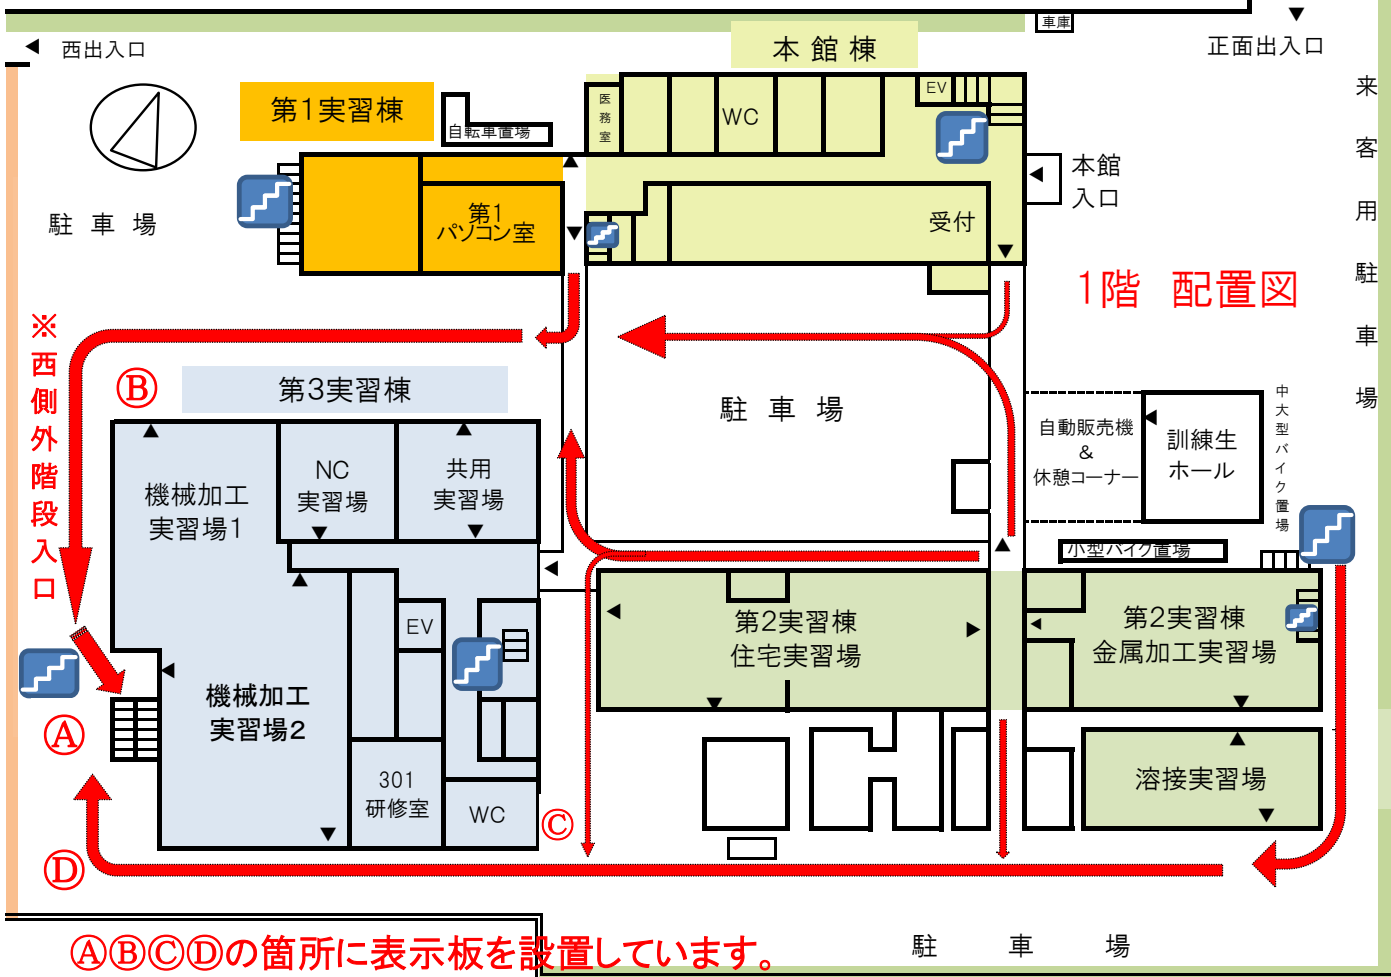 車庫
西出入口
正面出入口
本館棟
来客用駐車場
第1実習棟
自転車置場
医務室
WC
EV
本館
入口
駐車場
第1
パソコン室
受付
1階 配置図
※西側外階段入口
Ⓑ
第3実習棟
駐車場
自動販売機
&
休憩コーナー
訓練生
ホール
中大型バイク置場
機械加工
実習場1
NC
実習場
共用
実習場
小型バイク置場
EV
第2実習棟
住宅実習場
第2実習棟
金属加工実習場
機械加工
実習場2
Ⓐ
301
研修室
WC
Ⓒ
溶接実習場
Ⓓ
ⒶⒷⒸⒹの箇所に表示板を設置しています。
駐車場